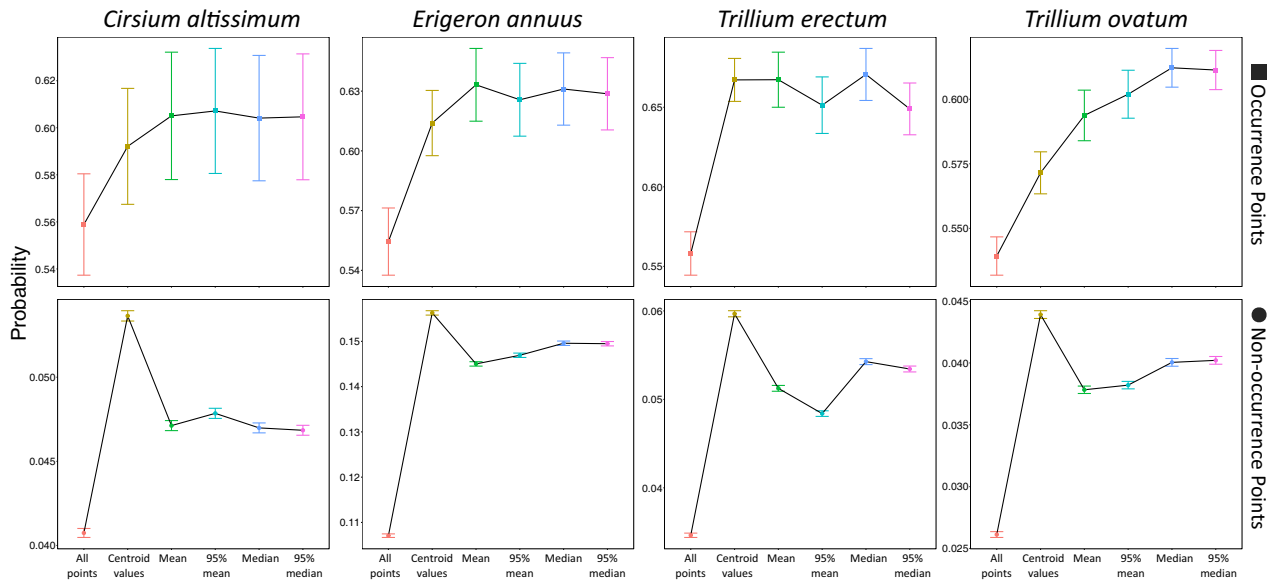 Cirsium altissimum
Erigeron annuus
Trillium erectum
Trillium ovatum
Probability
0.62
0.60
0.58
0.56
0.54
0.63
0.60
0.57
0.54
0.65
0.60
0.55
0.600
0.575
0.550
Occurrence Points
0.050
0.045
0.040
0.15
0.14
0.13
0.12
0.11
0.06
0.05
0.04
0.045
0.040
0.035
0.030
0.025
Non-occurrence Points
All points
Centroid values
Mean
95% mean
Median
95% median
All points
Centroid values
Mean
95% mean
Median
95% median
All points
Centroid values
Mean
95% mean
Median
95% median
All points
Centroid values
Mean
95% mean
Median
95% median